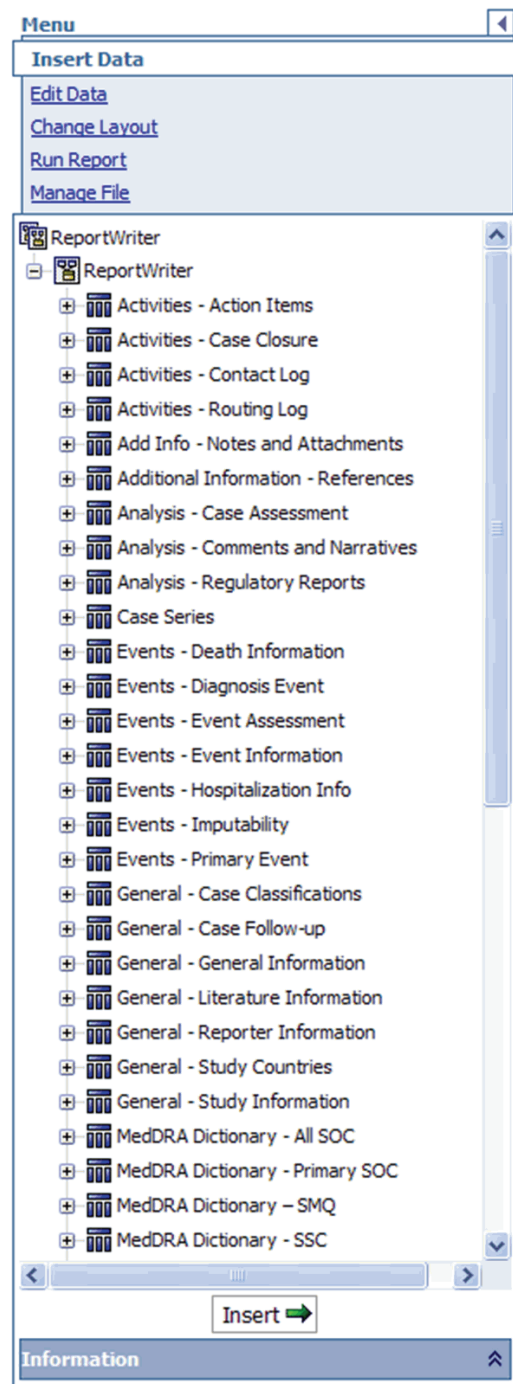 Menu
Insert Data
Edit Data
Change Layout
Run Report
Manage File
ReportWriter
ReportWriter
Activities - Action Items
Activities - Case Closure
Activities - Contact Log
Activities - Routing Log
Add Info - Notes and Attachments
Additional Information - References
Analysis - Case Assessment
Analysis - Comments and Narratives
Analysis - Regulatory Reports
Case Series
Events - Death Information
Events - Diagnosis Event
Events - Event Assessment
Events - Event Information
Events - Hospitalization Info
Events - Imputability
Events - Primary Event
General - Case Classifications
General - Case Follow-up
General - General Information
General - Literature Information
General - Reporter Information
General - Study Countries
General - Study Information
MedDRA Dictionary - All SOC
MedDRA Dictionary - Primary SOC
MedDRA Dictionary – SMQ
MedDRA Dictionary - SSC
Insert
Information